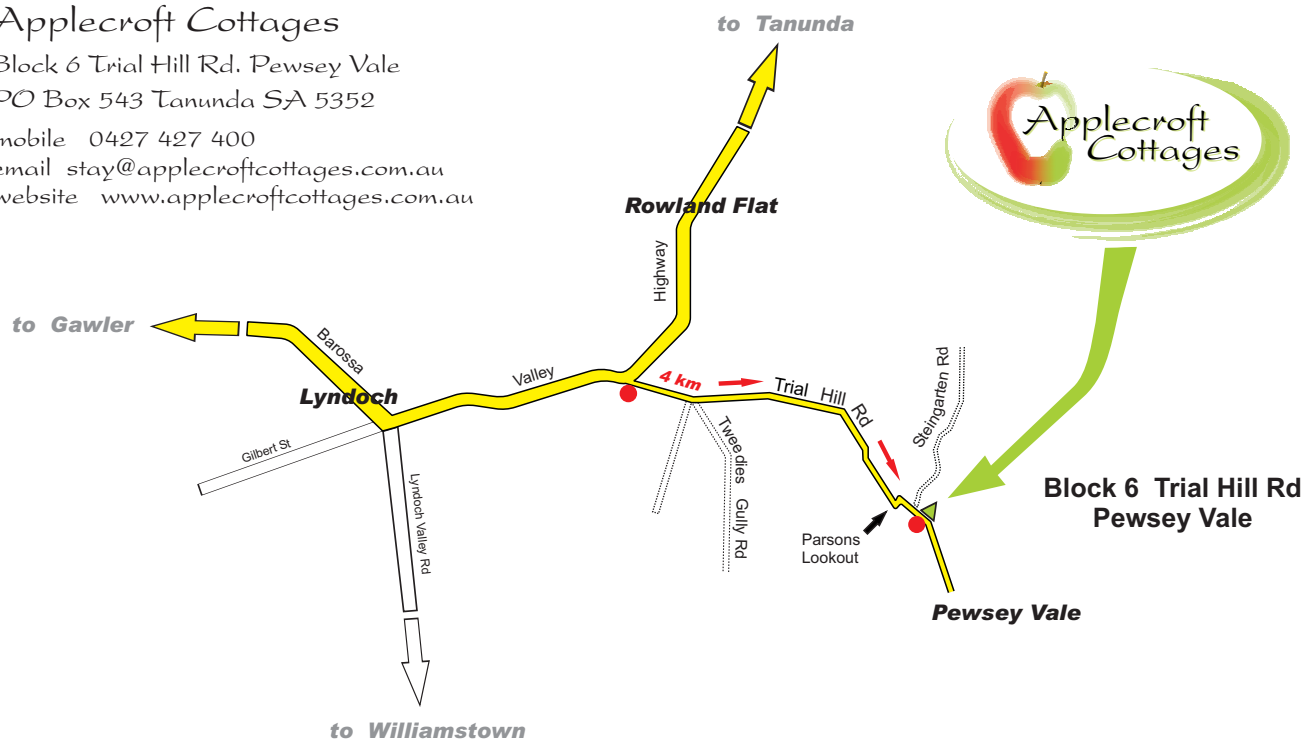 Applecroft Cottages
Block 6 Trial Hill Rd. Pewsey Vale
PO Box 543 Tanunda SA 5352
mobile 0427 427 400
email stay@applecroftcottages.com.au
website www.applecroftcottages.com.au
to Tanunda
Applecroft
Cottages
Rowland Flat
Highway
to Gawler
Barossa
Lyndoch
Valley
4 km
Trial Hill Rd
Steingarten Rd
Gilbert St
Tweedies Gully Rd
Lyndoch Valley Rd
Block 6 Trial Hill Rd
Pewsey Vale
Parsons
Lookout
Pewsey Vale
to Williamstown